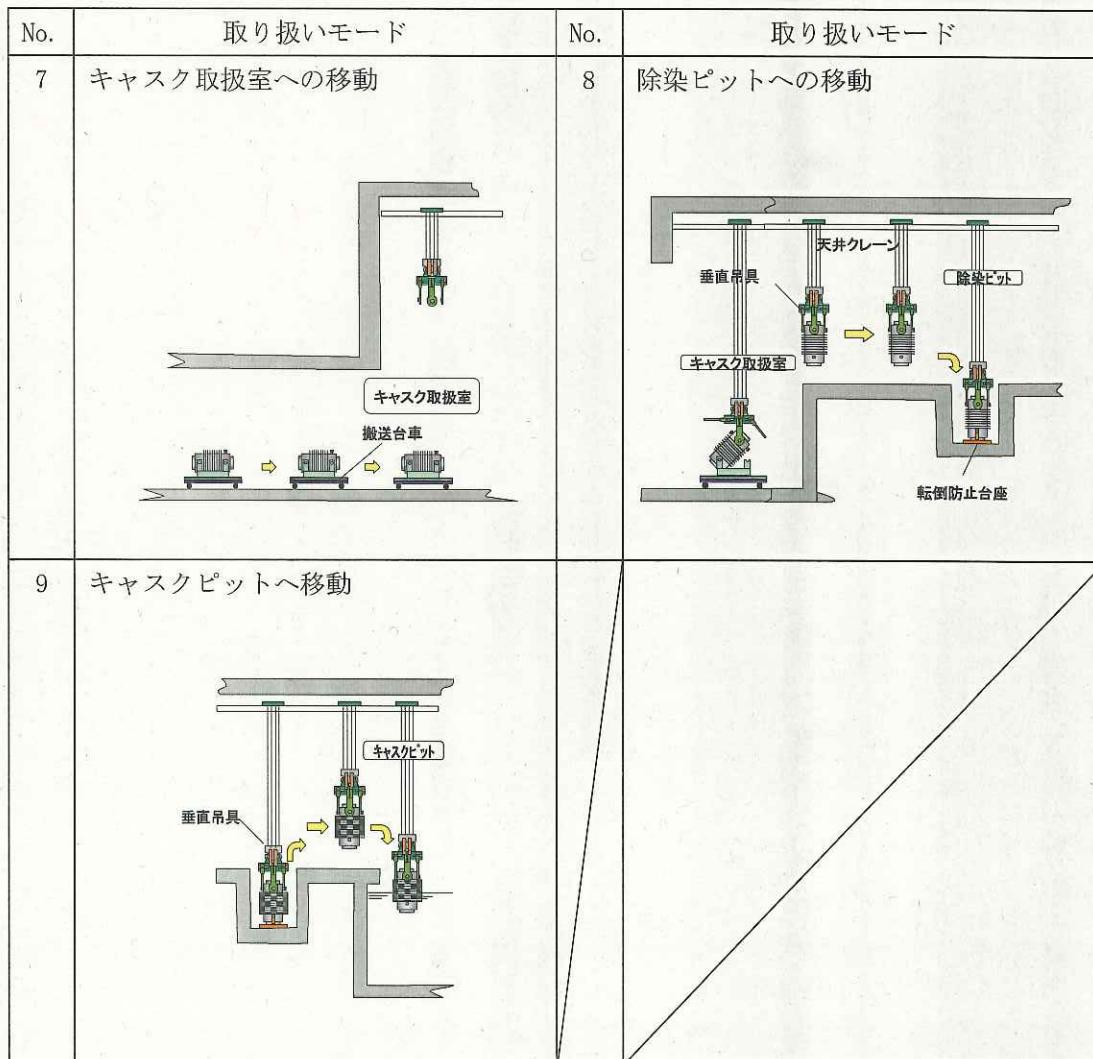 No. 取り扱いモード No. 取り扱いモード
7 キャスク取扱室への移動
キャスク取扱室
搬送台車
8 除染ピットへの移動
天井クレーン
垂直吊具
除染ピット
キャスク取扱室
転倒防止台座
9 キャスクピットへ移動
キャスクピット
垂直吊具